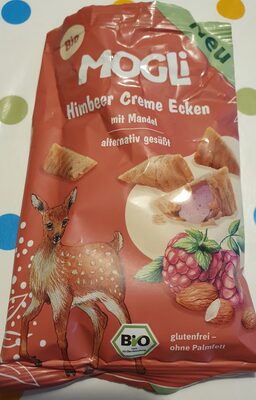 Bio
Neu
MOGLi
Himbeer Creme Ecken
mit Mandel
alternativ gesüßt
BIO
glutenfrei –
ohne Palmfett